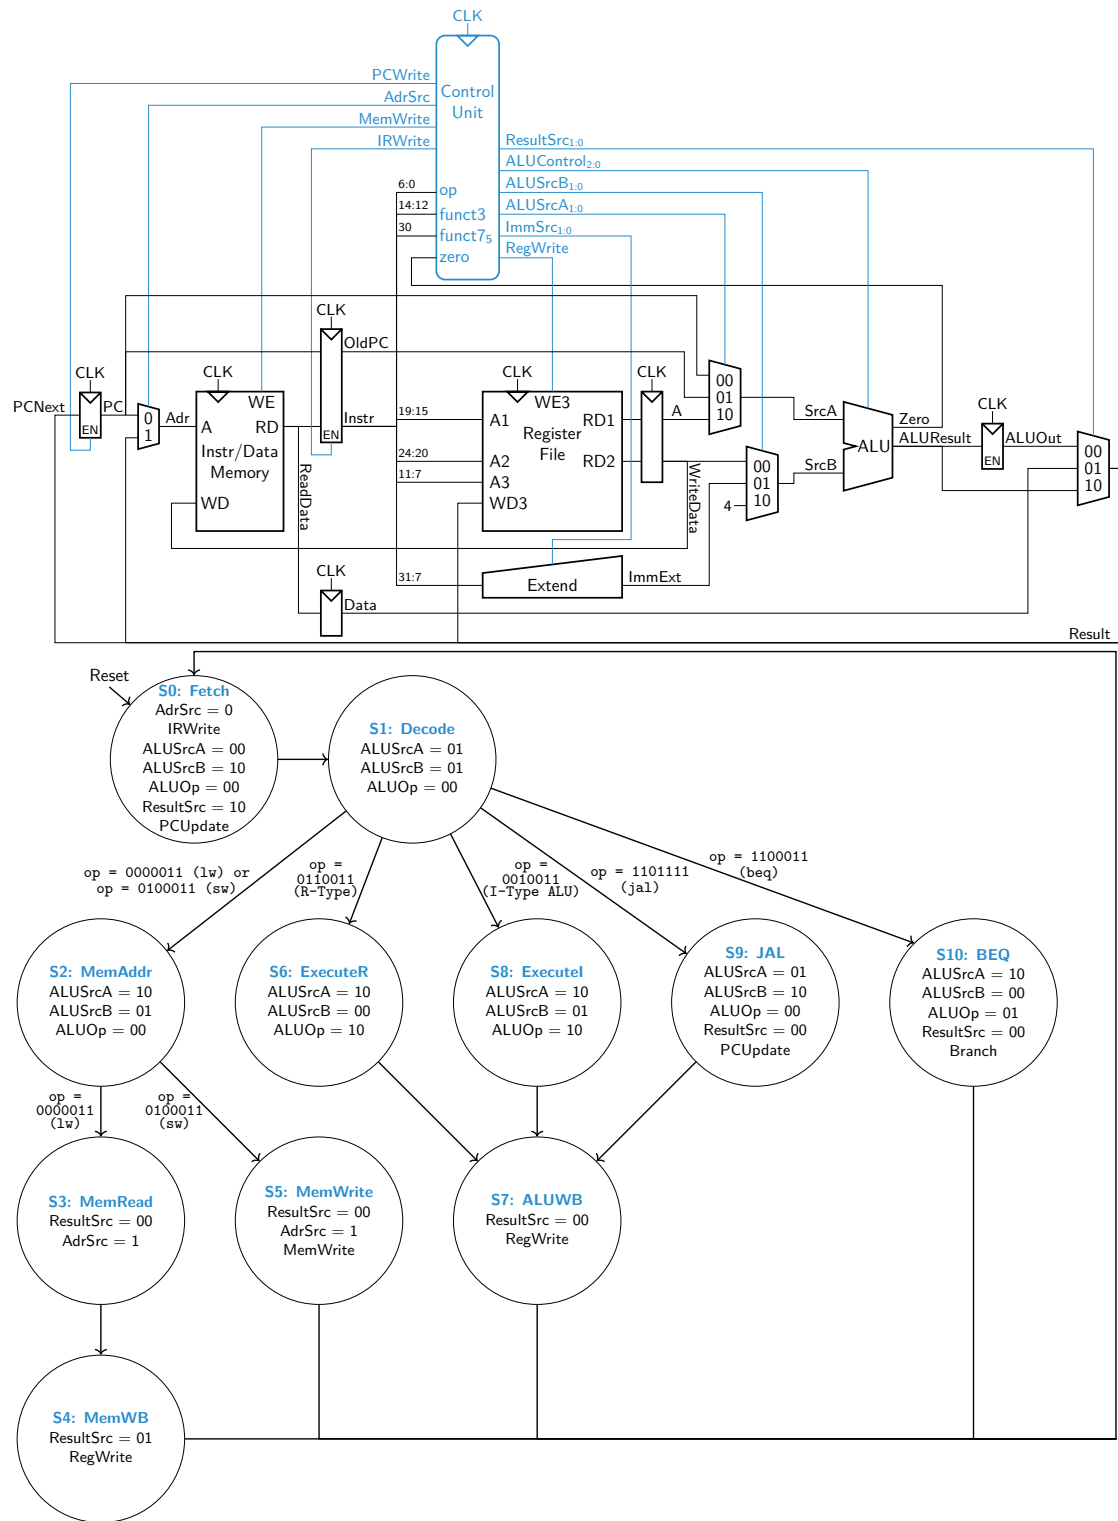 CLK
PCWrite
AdrSrc
MemWrite
IRWrite
Control
Unit
ResultSrc1:0
ALUControl2:0
ALUSrcB1:0
ALUSrcA1:0
ImmSrc1:0
RegWrite
6:0
op
14:12
funct3
30
funct75
zero
CLK
OldPC
CLK
PCNext
PC
EN
0
1
Adr
CLK
WE
A
RD
Instr/Data
Memory
WD
ReadData
EN
Instr
19:15
24:20
11:7
31:7
CLK
WE3
A1
RD1
Register
File
A2
RD2
A3
WD3
CLK
A
WriteData
00
01
10
00
01
10
4
SrcA
SrcB
ALU
Zero
ALUResult
CLK
EN
ALUOut
00
01
10
Extend
ImmExt
CLK
Data
Result
Reset
S0: Fetch
AdrSrc = 0
IRWrite
ALUSrcA = 00
ALUSrcB = 10
ALUOp = 00
ResultSrc = 10
PCUpdate
S1: Decode
ALUSrcA = 01
ALUSrcB = 01
ALUOp = 00
op = 0000011 (lw) or
op = 0100011 (sw)
op =
0110011
(R-Type)
op =
0010011
(I-Type ALU)
op = 1101111
(jal)
op = 1100011
(beq)
S2: MemAddr
ALUSrcA = 10
ALUSrcB = 01
ALUOp = 00
S6: ExecuteR
ALUSrcA = 10
ALUSrcB = 00
ALUOp = 10
S8: ExecuteI
ALUSrcA = 10
ALUSrcB = 01
ALUOp = 10
S9: JAL
ALUSrcA = 01
ALUSrcB = 10
ALUOp = 00
ResultSrc = 00
PCUpdate
S10: BEQ
ALUSrcA = 10
ALUSrcB = 00
ALUOp = 01
ResultSrc = 00
Branch
op =
0000011
(lw)
op =
0100011
(sw)
S3: MemRead
ResultSrc = 00
AdrSrc = 1
S5: MemWrite
ResultSrc = 00
AdrSrc = 1
MemWrite
S7: ALUWB
ResultSrc = 00
RegWrite
S4: MemWB
ResultSrc = 01
RegWrite